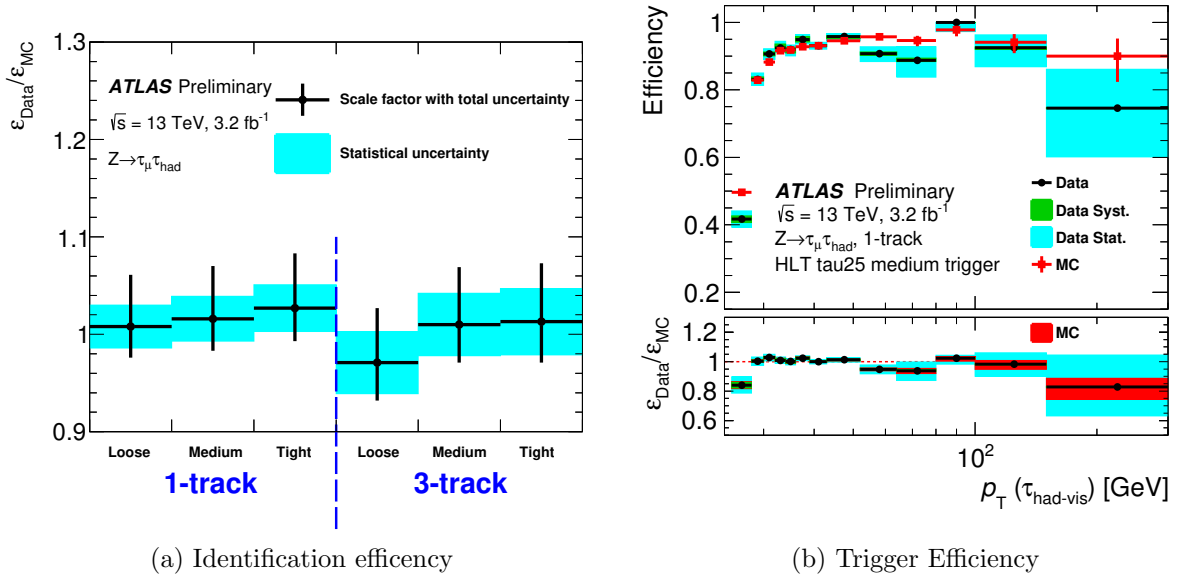 ε_Data/ε_MC
1.3
1.2
1.1
1
0.9
ATLAS Preliminary
√s = 13 TeV, 3.2 fb⁻¹
Z→τ_μτ_had
Scale factor with total uncertainty
Statistical uncertainty
Loose Medium Tight Loose Medium Tight
1-track 3-track
(a) Identification efficency
Efficiency
1
0.8
0.6
0.4
0.2
ATLAS Preliminary
√s = 13 TeV, 3.2 fb⁻¹
Z→τ_μτ_had, 1-track
HLT tau25 medium trigger
Data
Data Syst.
Data Stat.
MC
ε_Data/ε_MC
1.2
1
0.8
0.6
MC
10²
p_T (τ_had-vis) [GeV]
(b) Trigger Efficiency